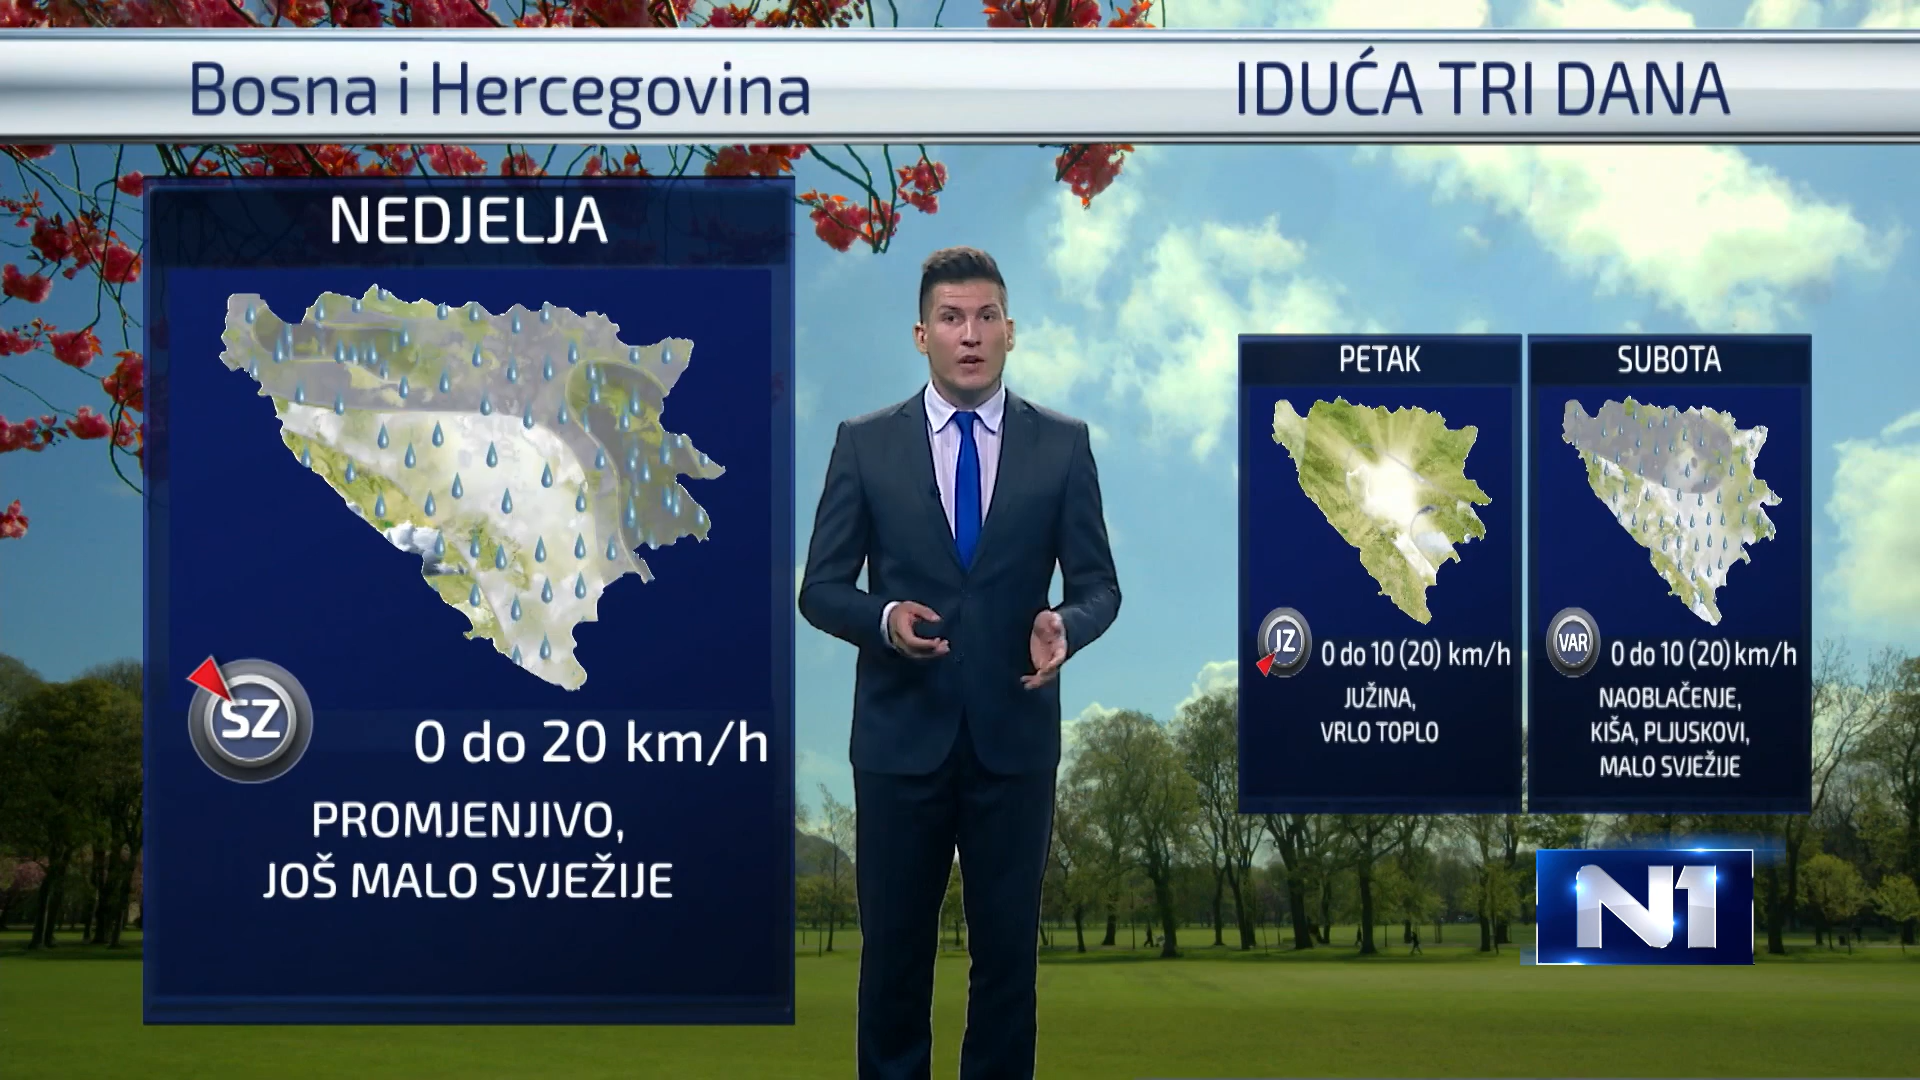 Bosna i Hercegovina
IDUĆA TRI DANA
NEDJELJA
SZ
0 do 20 km/h
PROMJENJIVO,
JOŠ MALO SVJEŽIJE
PETAK
JZ
0 do 10 (20) km/h
JUŽINA,
VRLO TOPLO
SUBOTA
VAR
0 do 10 (20) km/h
NAOBLAČENJE,
KIŠA, PLJUSKOVI,
MALO SVJEŽIJE
N1